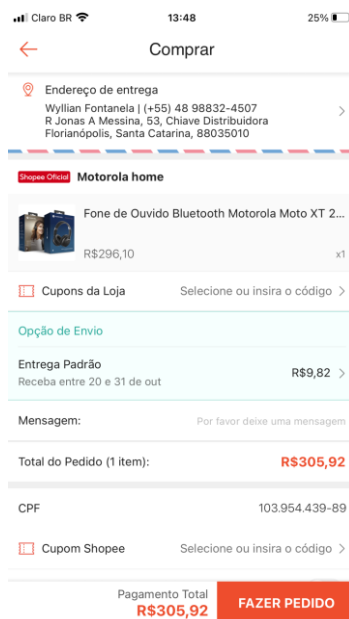 Claro BR
13:48
25%
Comprar
Endereço de entrega
Wyllian Fontanela | (+55) 48 98832-4507
R Jonas A Messina, 53, Chiave Distribuidora
Florianópolis, Santa Catarina, 88035010
Shopee Oficial Motorola home
Fone de Ouvido Bluetooth Motorola Moto XT 2...
R$296,10 x1
Cupons da Loja Selecione ou insira o código
Opção de Envio
Entrega Padrão R$9,82
Receba entre 20 e 31 de out
Mensagem: Por favor deixe uma mensagem
Total do Pedido (1 item): R$305,92
CPF 103.954.439-89
Cupom Shopee Selecione ou insira o código
Pagamento Total
R$305,92
FAZER PEDIDO